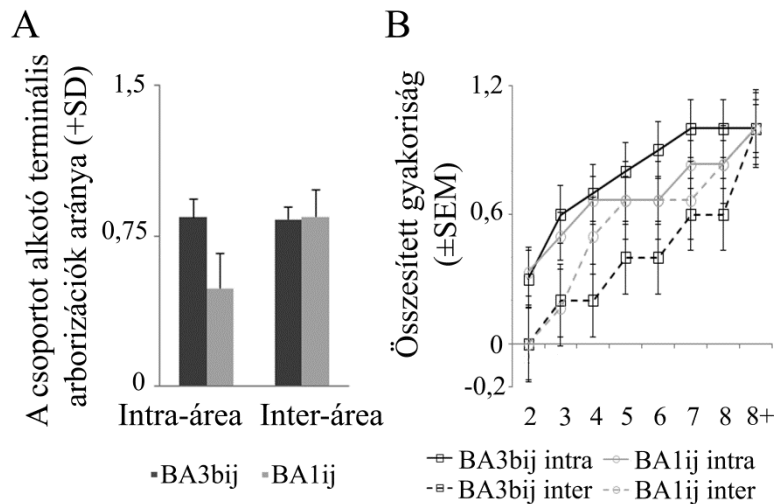 A
A csoportot alkotó terminális
arborizációk aránya (+SD)
1,5
0,75
0
Intra-área
Inter-área
BA3bij
BA1ij
B
Összesített gyakoriság
(±SEM)
1,2
0,6
0
-0,2
2 3 4 5 6 7 8 8+
BA3bij intra
BA1ij intra
BA3bij inter
BA1ij inter